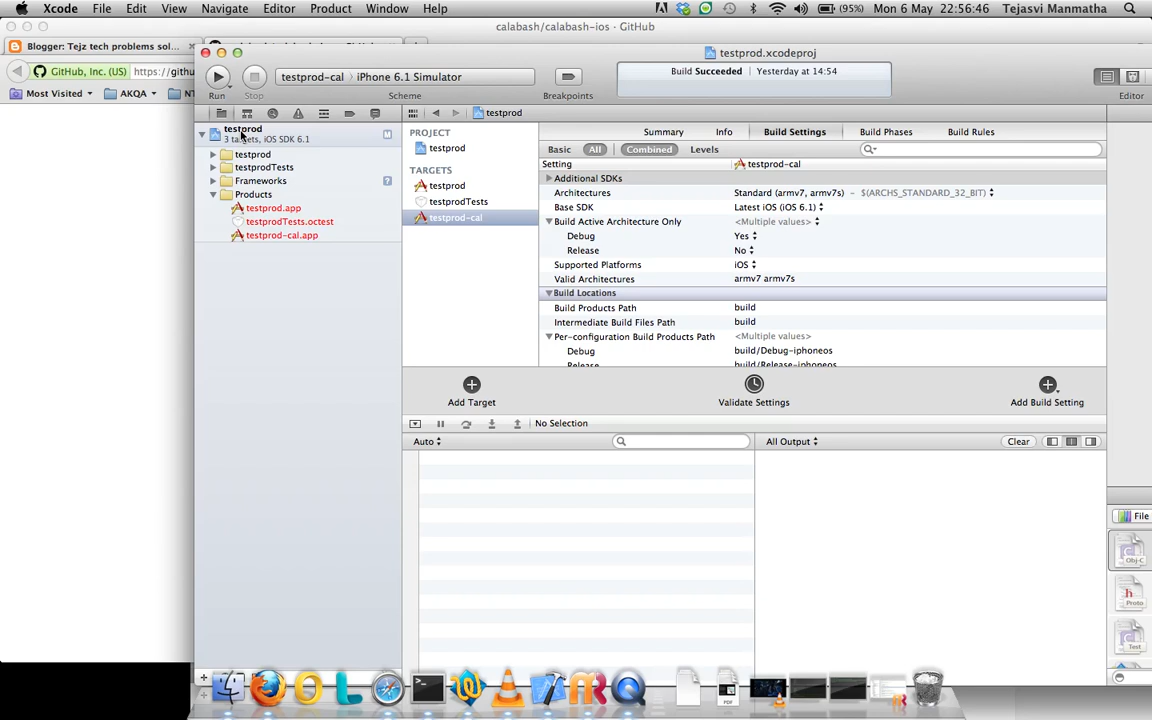 Xcode File Edit View Navigate Editor Product Window Help (95%) Mon 6 May 22:56:46 Tejasvi Manmatha
calabash/calabash-ios · GitHub
Blogger: Tejz tech problems sol...
testprod.xcodeproj
GitHub, Inc. (US) https://githu
testprod-cal iPhone 6.1 Simulator
Build Succeeded Yesterday at 14:54
Most Visited AKQA
Run Stop Scheme Breakpoints Editor
testprod
3 targets, iOS SDK 6.1
M
testprod
testprodTests
Frameworks ?
Products
testprod.app
testprodTests.octest
testprod-cal.app
testprod
PROJECT
testprod
TARGETS
testprod
testprodTests
testprod-cal
Summary Info Build Settings Build Phases Build Rules
Basic All Combined Levels
Setting testprod-cal
Additional SDKs
Architectures Standard (armv7, armv7s) – $(ARCHS_STANDARD_32_BIT)
Base SDK Latest iOS (iOS 6.1)
Build Active Architecture Only <Multiple values>
Debug Yes
Release No
Supported Platforms iOS
Valid Architectures armv7 armv7s
Build Locations
Build Products Path build
Intermediate Build Files Path build
Per-configuration Build Products Path <Multiple values>
Debug build/Debug-iphoneos
Release build/Release-iphoneos
Add Target Validate Settings Add Build Setting
No Selection
Auto All Output Clear
File
Obj-C
Proto
Test
PDF